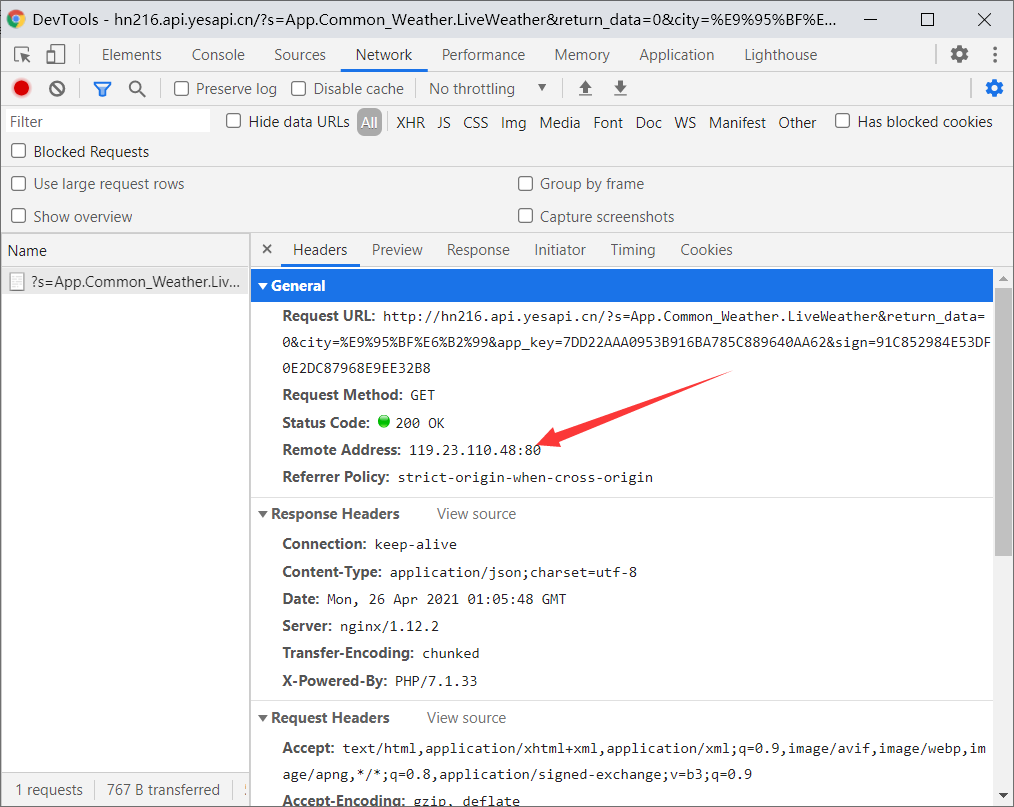 DevTools - hn216.api.yesapi.cn/?s=App.Common_Weather.LiveWeather&return_data=0&city=%E9%95%BF%E...
Elements Console Sources Network Performance Memory Application Lighthouse
Preserve log Disable cache No throttling
Filter Hide data URLs All XHR JS CSS Img Media Font Doc WS Manifest Other Has blocked cookies
Blocked Requests
Use large request rows Group by frame
Show overview Capture screenshots
Name × Headers Preview Response Initiator Timing Cookies
?s=App.Common_Weather.Liv...
General
Request URL: http://hn216.api.yesapi.cn/?s=App.Common_Weather.LiveWeather&return_data=
0&city=%E9%95%BF%E6%B2%99&app_key=7DD22AAA0953B916BA785C889640AA62&sign=91C852984E53DF
0E2DC87968E9EE32B8
Request Method: GET
Status Code: 200 OK
Remote Address: 119.23.110.48:80
Referrer Policy: strict-origin-when-cross-origin
Response Headers View source
Connection: keep-alive
Content-Type: application/json;charset=utf-8
Date: Mon, 26 Apr 2021 01:05:48 GMT
Server: nginx/1.12.2
Transfer-Encoding: chunked
X-Powered-By: PHP/7.1.33
Request Headers View source
Accept: text/html,application/xhtml+xml,application/xml;q=0.9,image/avif,image/webp,im
age/apng,*/*;q=0.8,application/signed-exchange;v=b3;q=0.9
Accept-Encoding: gzip, deflate
1 requests 767 B transferred